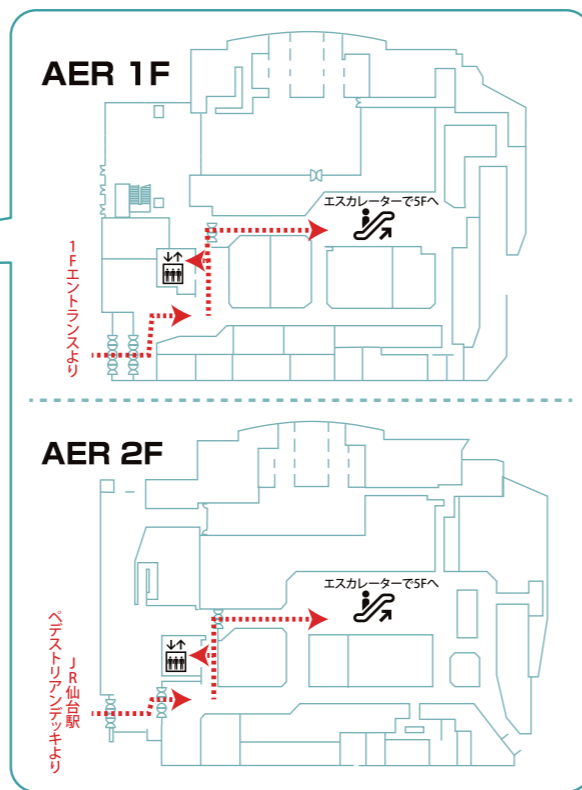 AER 1F
エスカレーターで5Fへ
1Fエントランスより
AER 2F
エスカレーターで5Fへ
JR仙台駅
ペデストリアンデッキより